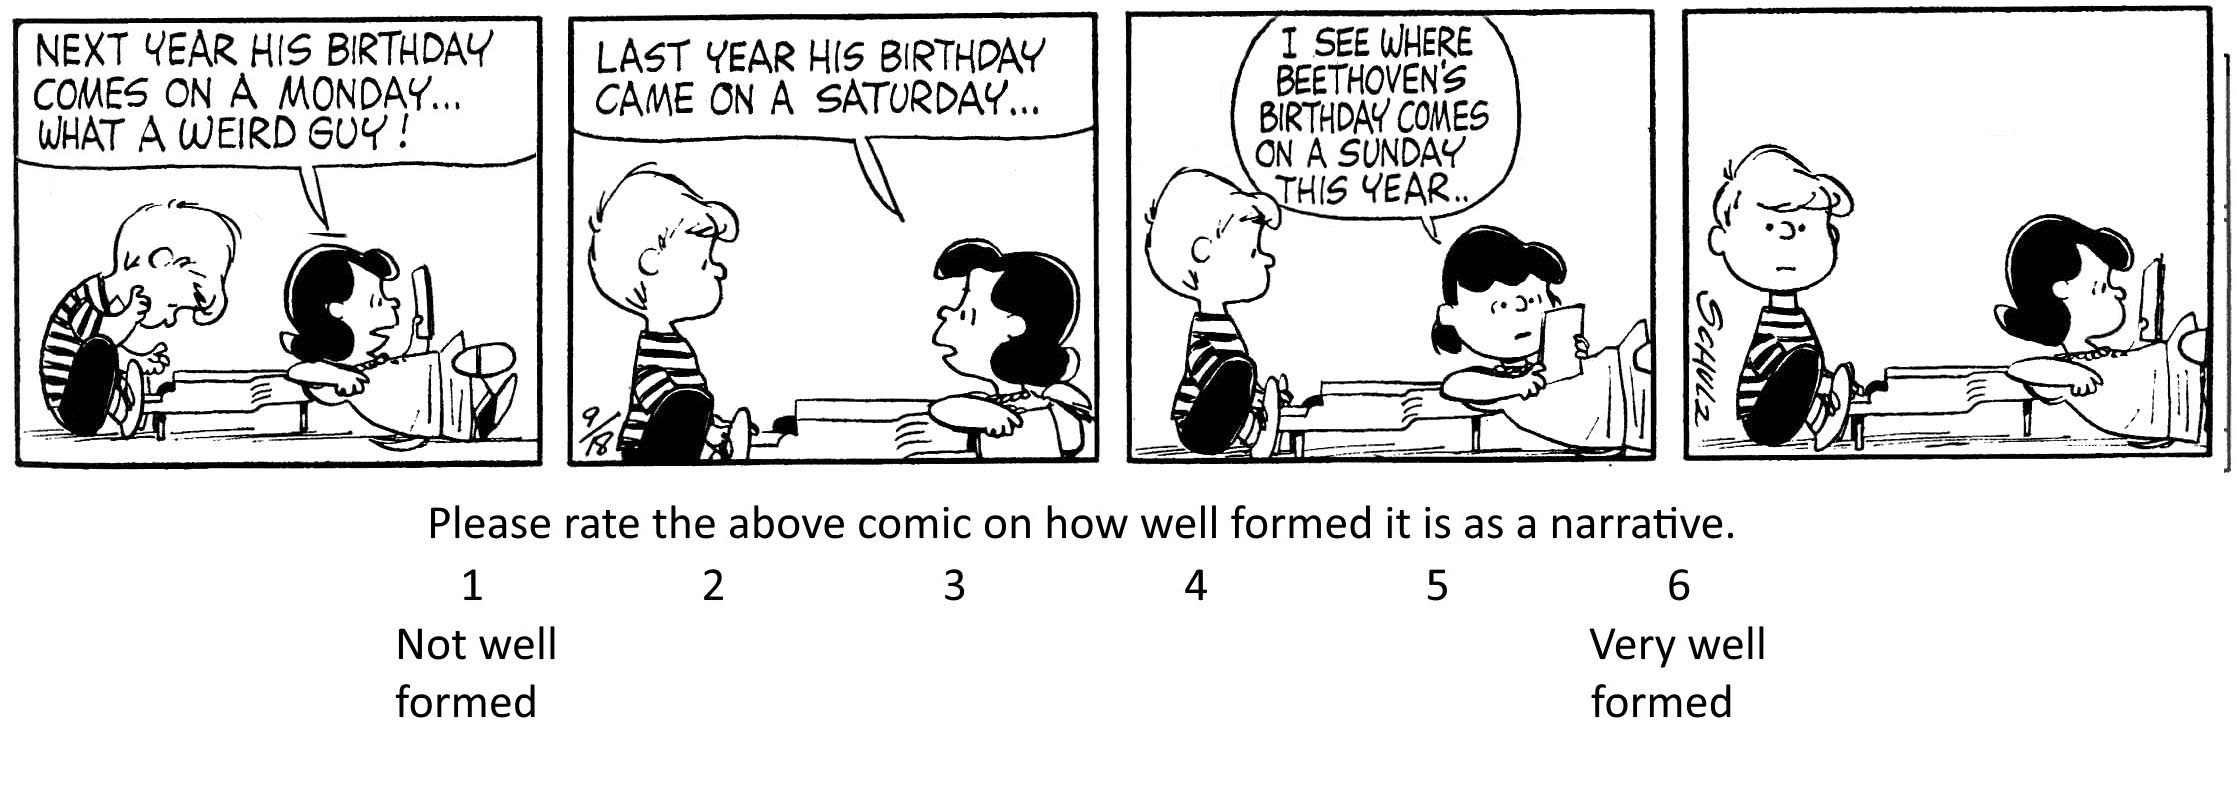 NEXT YEAR HIS BIRTHDAY
COMES ON A MONDAY...
WHAT A WEIRD GUY!
LAST YEAR HIS BIRTHDAY
CAME ON A SATURDAY...
9/18
I SEE WHERE
BEETHOVEN'S
BIRTHDAY COMES
ON A SUNDAY
THIS YEAR..
SCHULZ
Please rate the above comic on how well formed it is as a narrative.
1 2 3 4 5 6
Not well
formed
Very well
formed